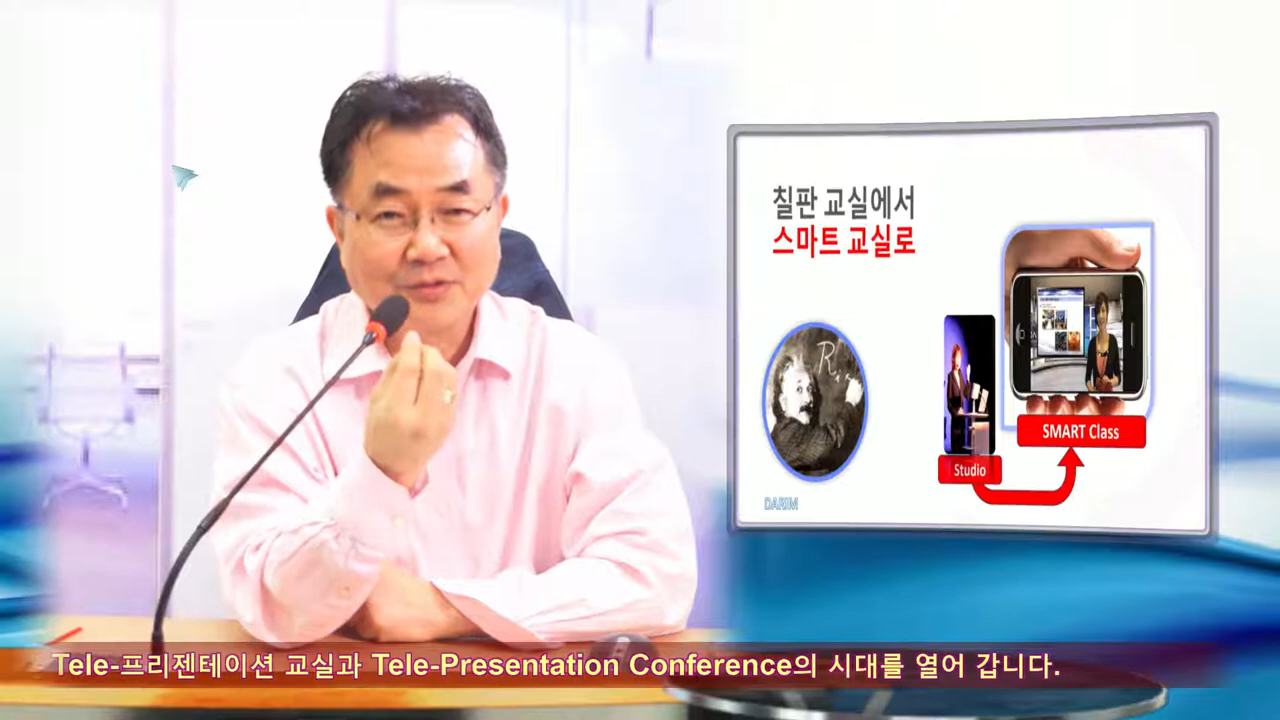 칠판 교실에서
스마트 교실로
R
SMART Class
Studio
DARIM
Tele-프리젠테이션 교실과 Tele-Presentation Conference의 시대를 열어 갑니다.